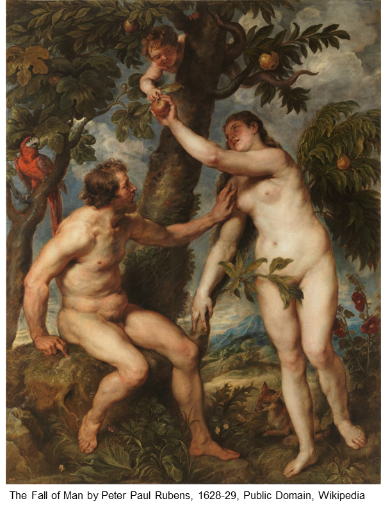 The Fall of Man by Peter Paul Rubens, 1628-29, Public Domain, Wikipedia